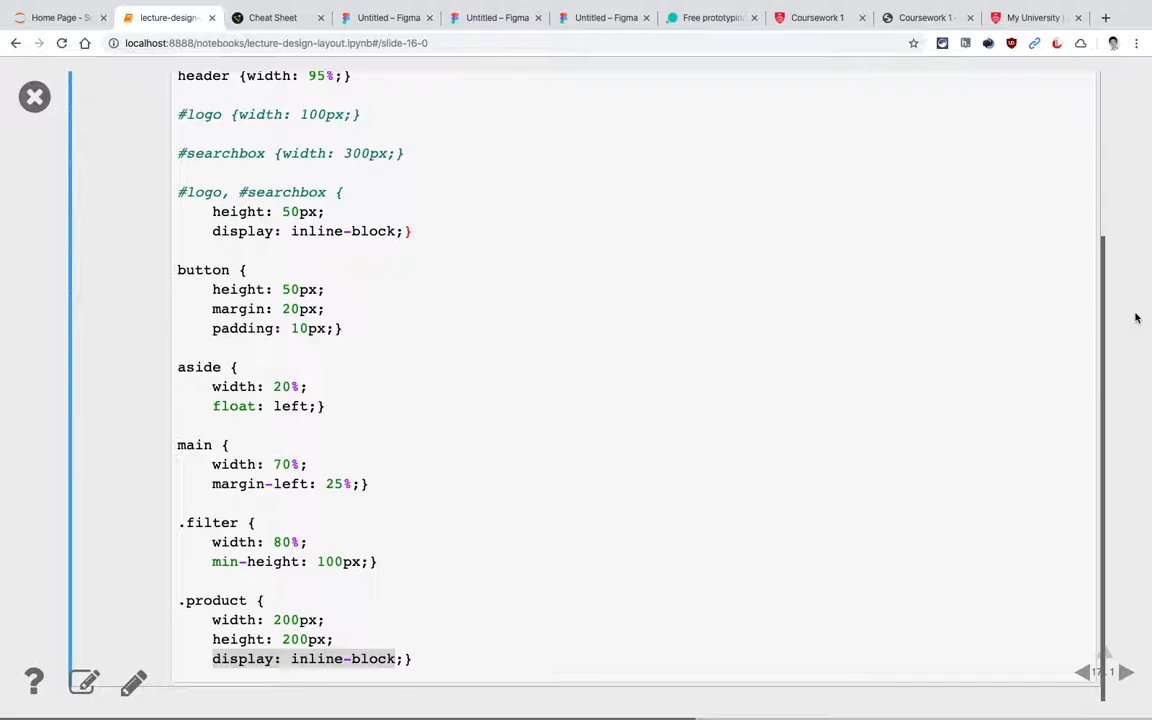 Home Page - S
lecture-design-
Cheat Sheet
Untitled – Figma
Untitled – Figma
Untitled – Figma
Free prototyping
Coursework 1
Coursework 1 -
My University
localhost:8888/notebooks/lecture-design-layout.ipynb#/slide-16-0
header {width: 95%;}
#logo {width: 100px;}
#searchbox {width: 300px;}
#logo, #searchbox {
height: 50px;
display: inline-block;}
button {
height: 50px;
margin: 20px;
padding: 10px;}
aside {
width: 20%;
float: left;}
main {
width: 70%;
margin-left: 25%;}
.filter {
width: 80%;
min-height: 100px;}
.product {
width: 200px;
height: 200px;
display: inline-block;}